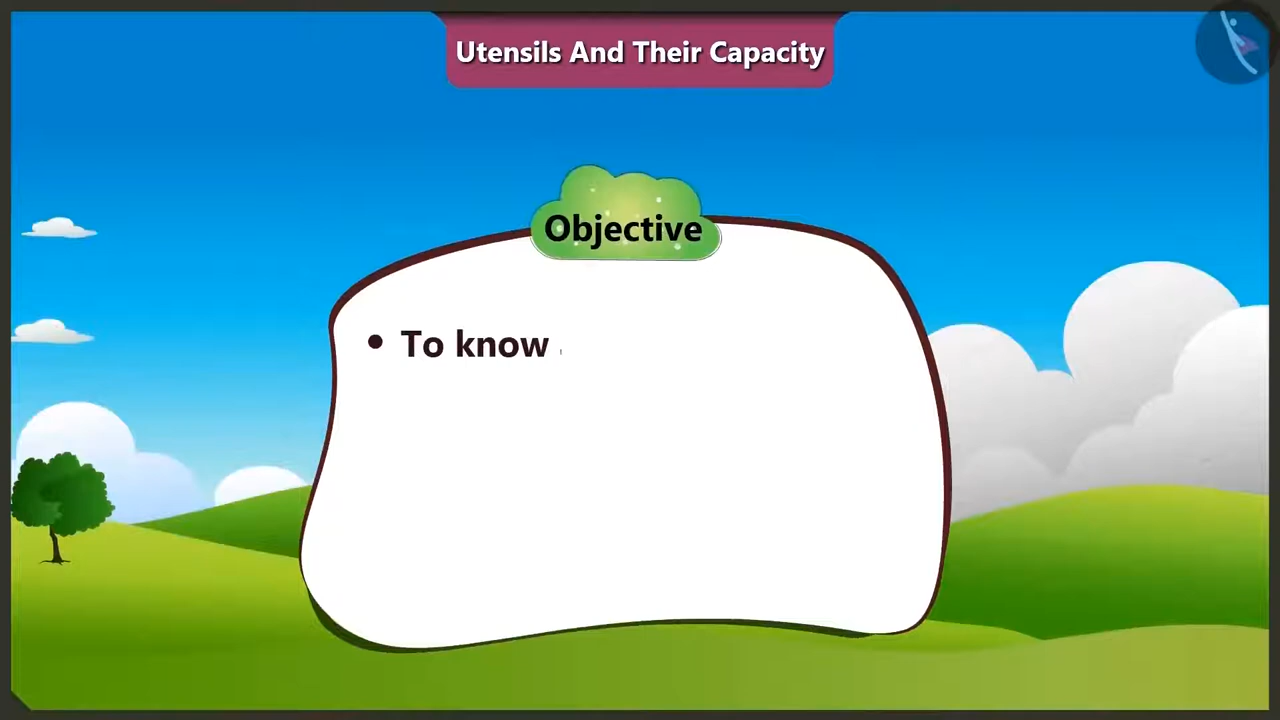 Utensils And Their Capacity
Objective
• To know